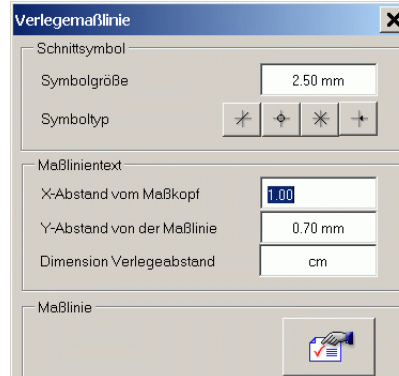 Verlegemaßlinie
Schnittsymbol
Symbolgröße 2.50 mm
Symboltyp
Maßlinientext
X-Abstand vom Maßkopf 1.00
Y-Abstand von der Maßlinie 0.70 mm
Dimension Verlegeabstand cm
Maßlinie